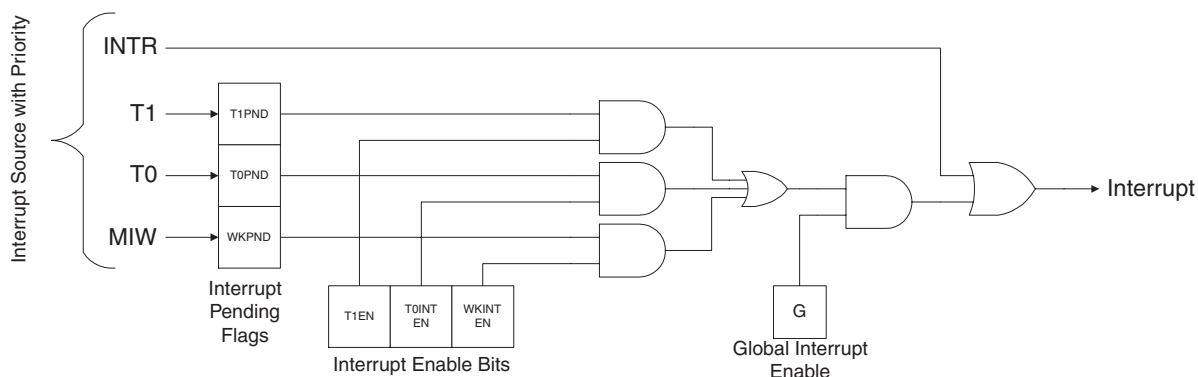 Interrupt Source with Priority
INTR
T1
T0
MIW
T1PND
T0PND
WKPND
Interrupt
Pending
Flags
T1EN
T0INT
EN
WKINT
EN
Interrupt Enable Bits
G
Global Interrupt
Enable
Interrupt